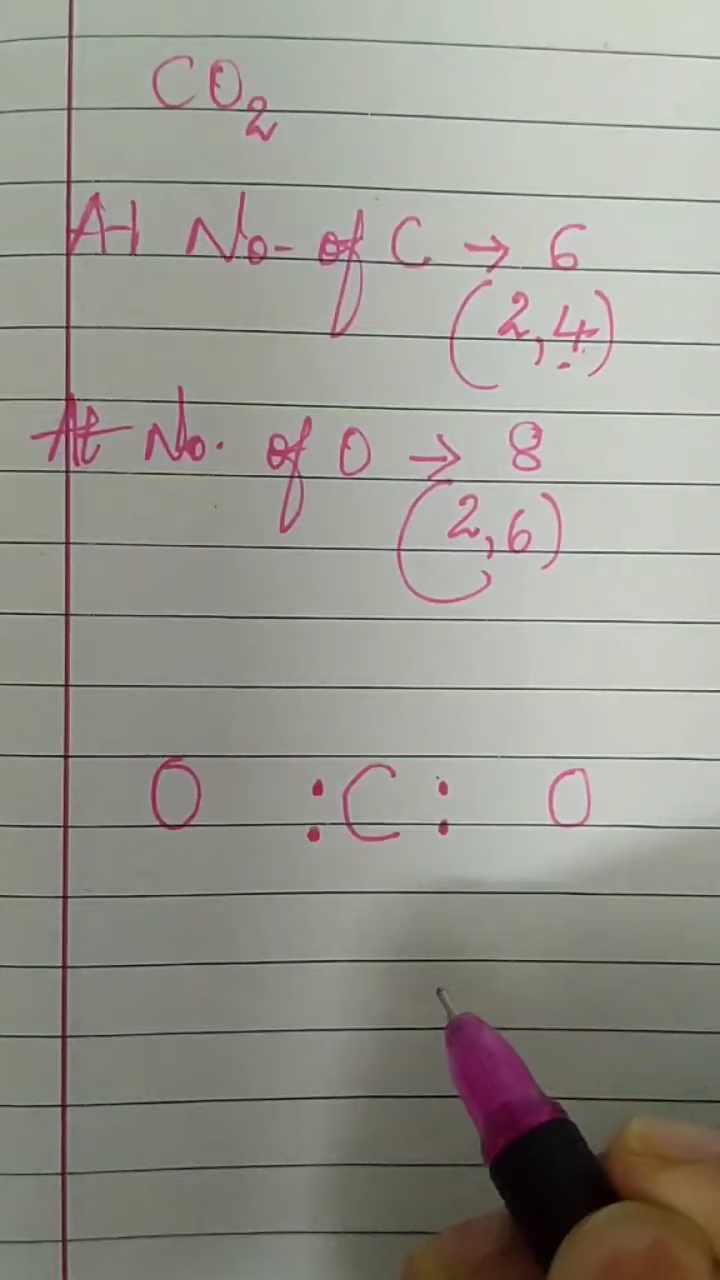 CO₂
At No. of C → 6
(2,4)
At No. of O → 8
(2,6)
O :C: O